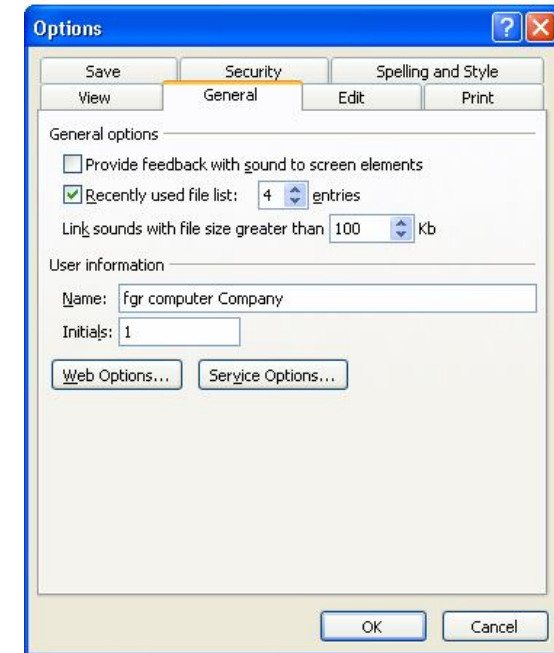 Options
Save Security Spelling and Style
View General Edit Print
General options
Provide feedback with sound to screen elements
Recently used file list: 4 entries
Link sounds with file size greater than 100 Kb
User information
Name: fgr computer Company
Initials: 1
Web Options... Service Options...
OK Cancel